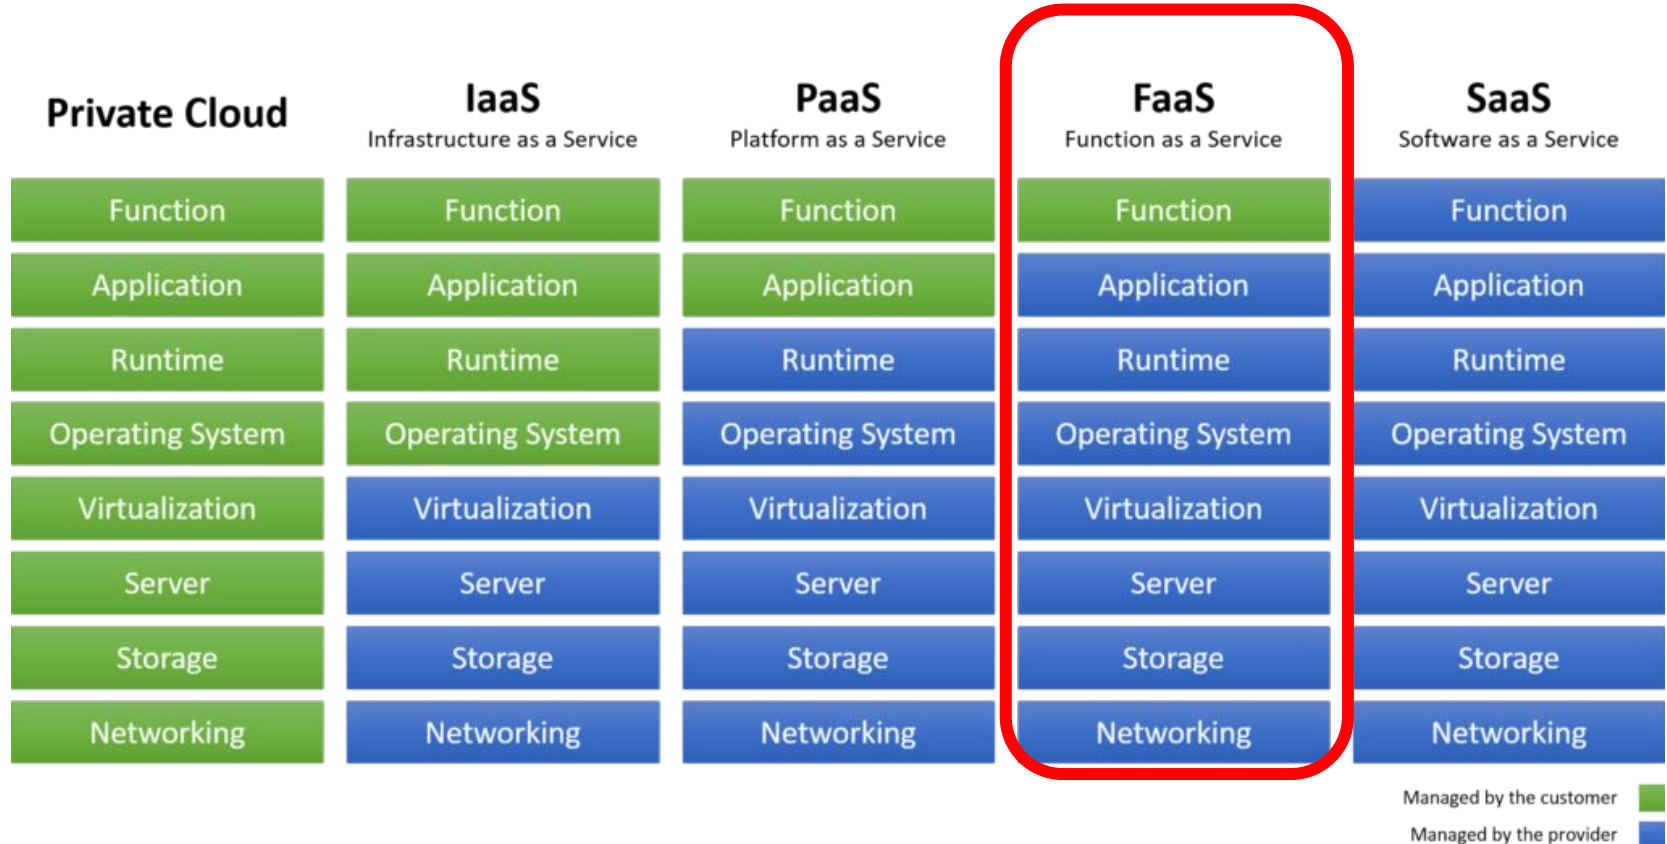 Private Cloud
IaaS
Infrastructure as a Service
PaaS
Platform as a Service
FaaS
Function as a Service
SaaS
Software as a Service
Function Function Function Function Function
Application Application Application Application Application
Runtime Runtime Runtime Runtime Runtime
Operating System Operating System Operating System Operating System Operating System
Virtualization Virtualization Virtualization Virtualization Virtualization
Server Server Server Server Server
Storage Storage Storage Storage Storage
Networking Networking Networking Networking Networking
Managed by the customer
Managed by the provider